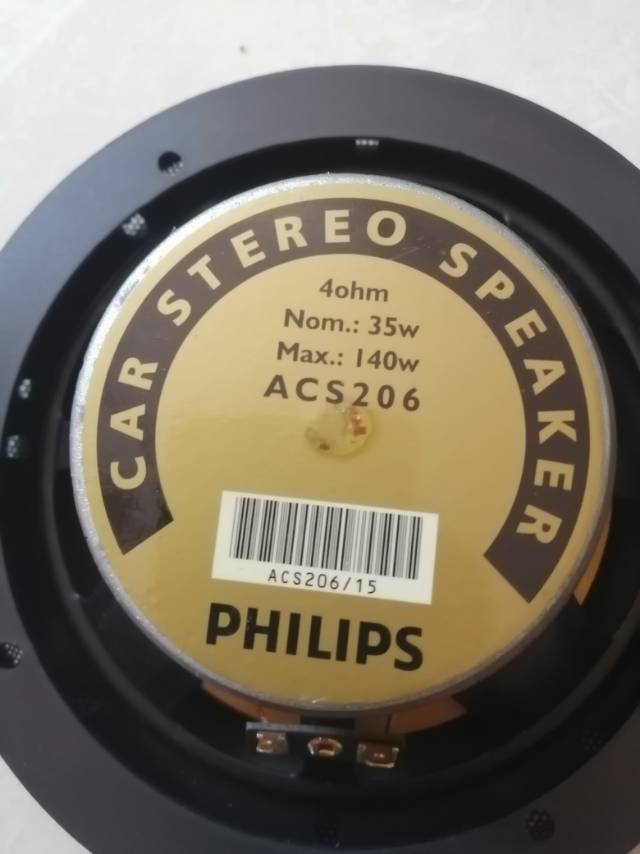 CAR STEREO SPEAKER
4ohm
Nom.: 35w
Max.: 140w
ACS206
ACS206/15
PHILIPS